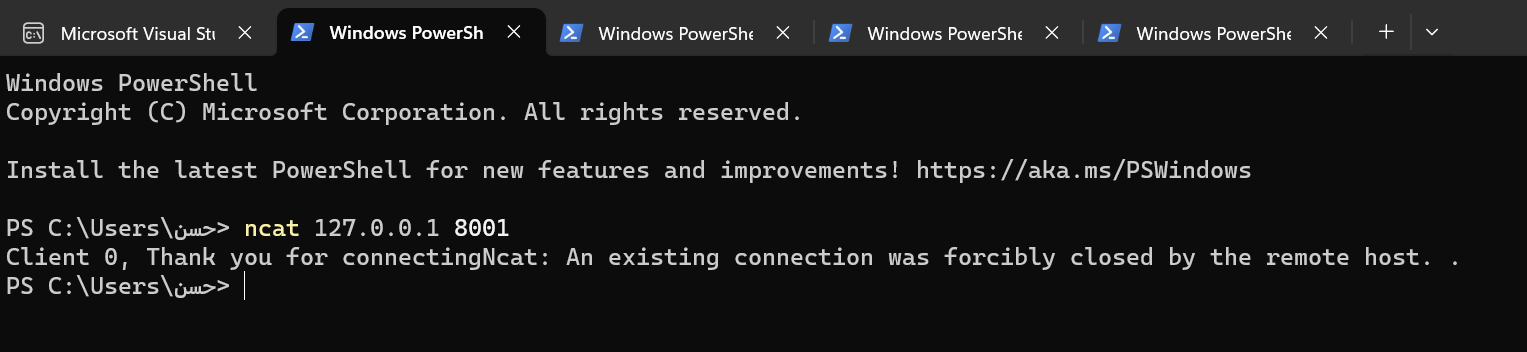 Microsoft Visual Stu
Windows PowerSh
Windows PowerShe
Windows PowerShe
Windows PowerShe
Windows PowerShell
Copyright (C) Microsoft Corporation. All rights reserved.
Install the latest PowerShell for new features and improvements! https://aka.ms/PSWindows
PS C:\Users\حسن> ncat 127.0.0.1 8001
Client 0, Thank you for connectingNcat: An existing connection was forcibly closed by the remote host. .
PS C:\Users\حسن>